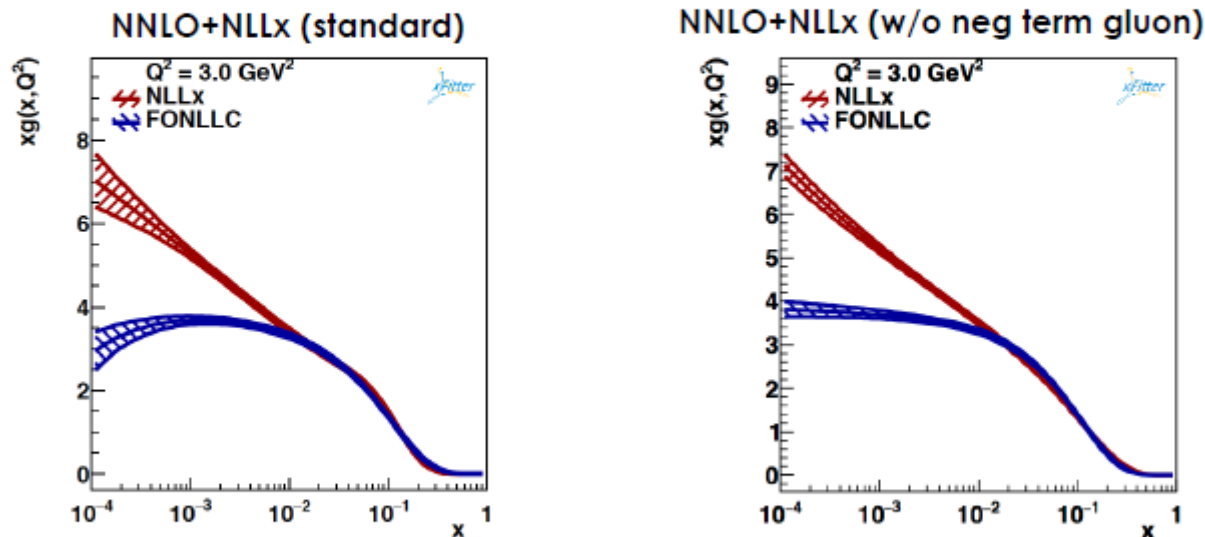 NNLO+NLLx (standard)
Q² = 3.0 GeV²
NLLx
FONLLC
xFitter
xg(x,Q²)
8
6
4
2
0
10⁻⁴ 10⁻³ 10⁻² 10⁻¹ 1
x
NNLO+NLLx (w/o neg term gluon)
Q² = 3.0 GeV²
NLLx
FONLLC
xFitter
xg(x,Q²)
9
8
7
6
5
4
3
2
1
0
10⁻⁴ 10⁻³ 10⁻² 10⁻¹ 1
x